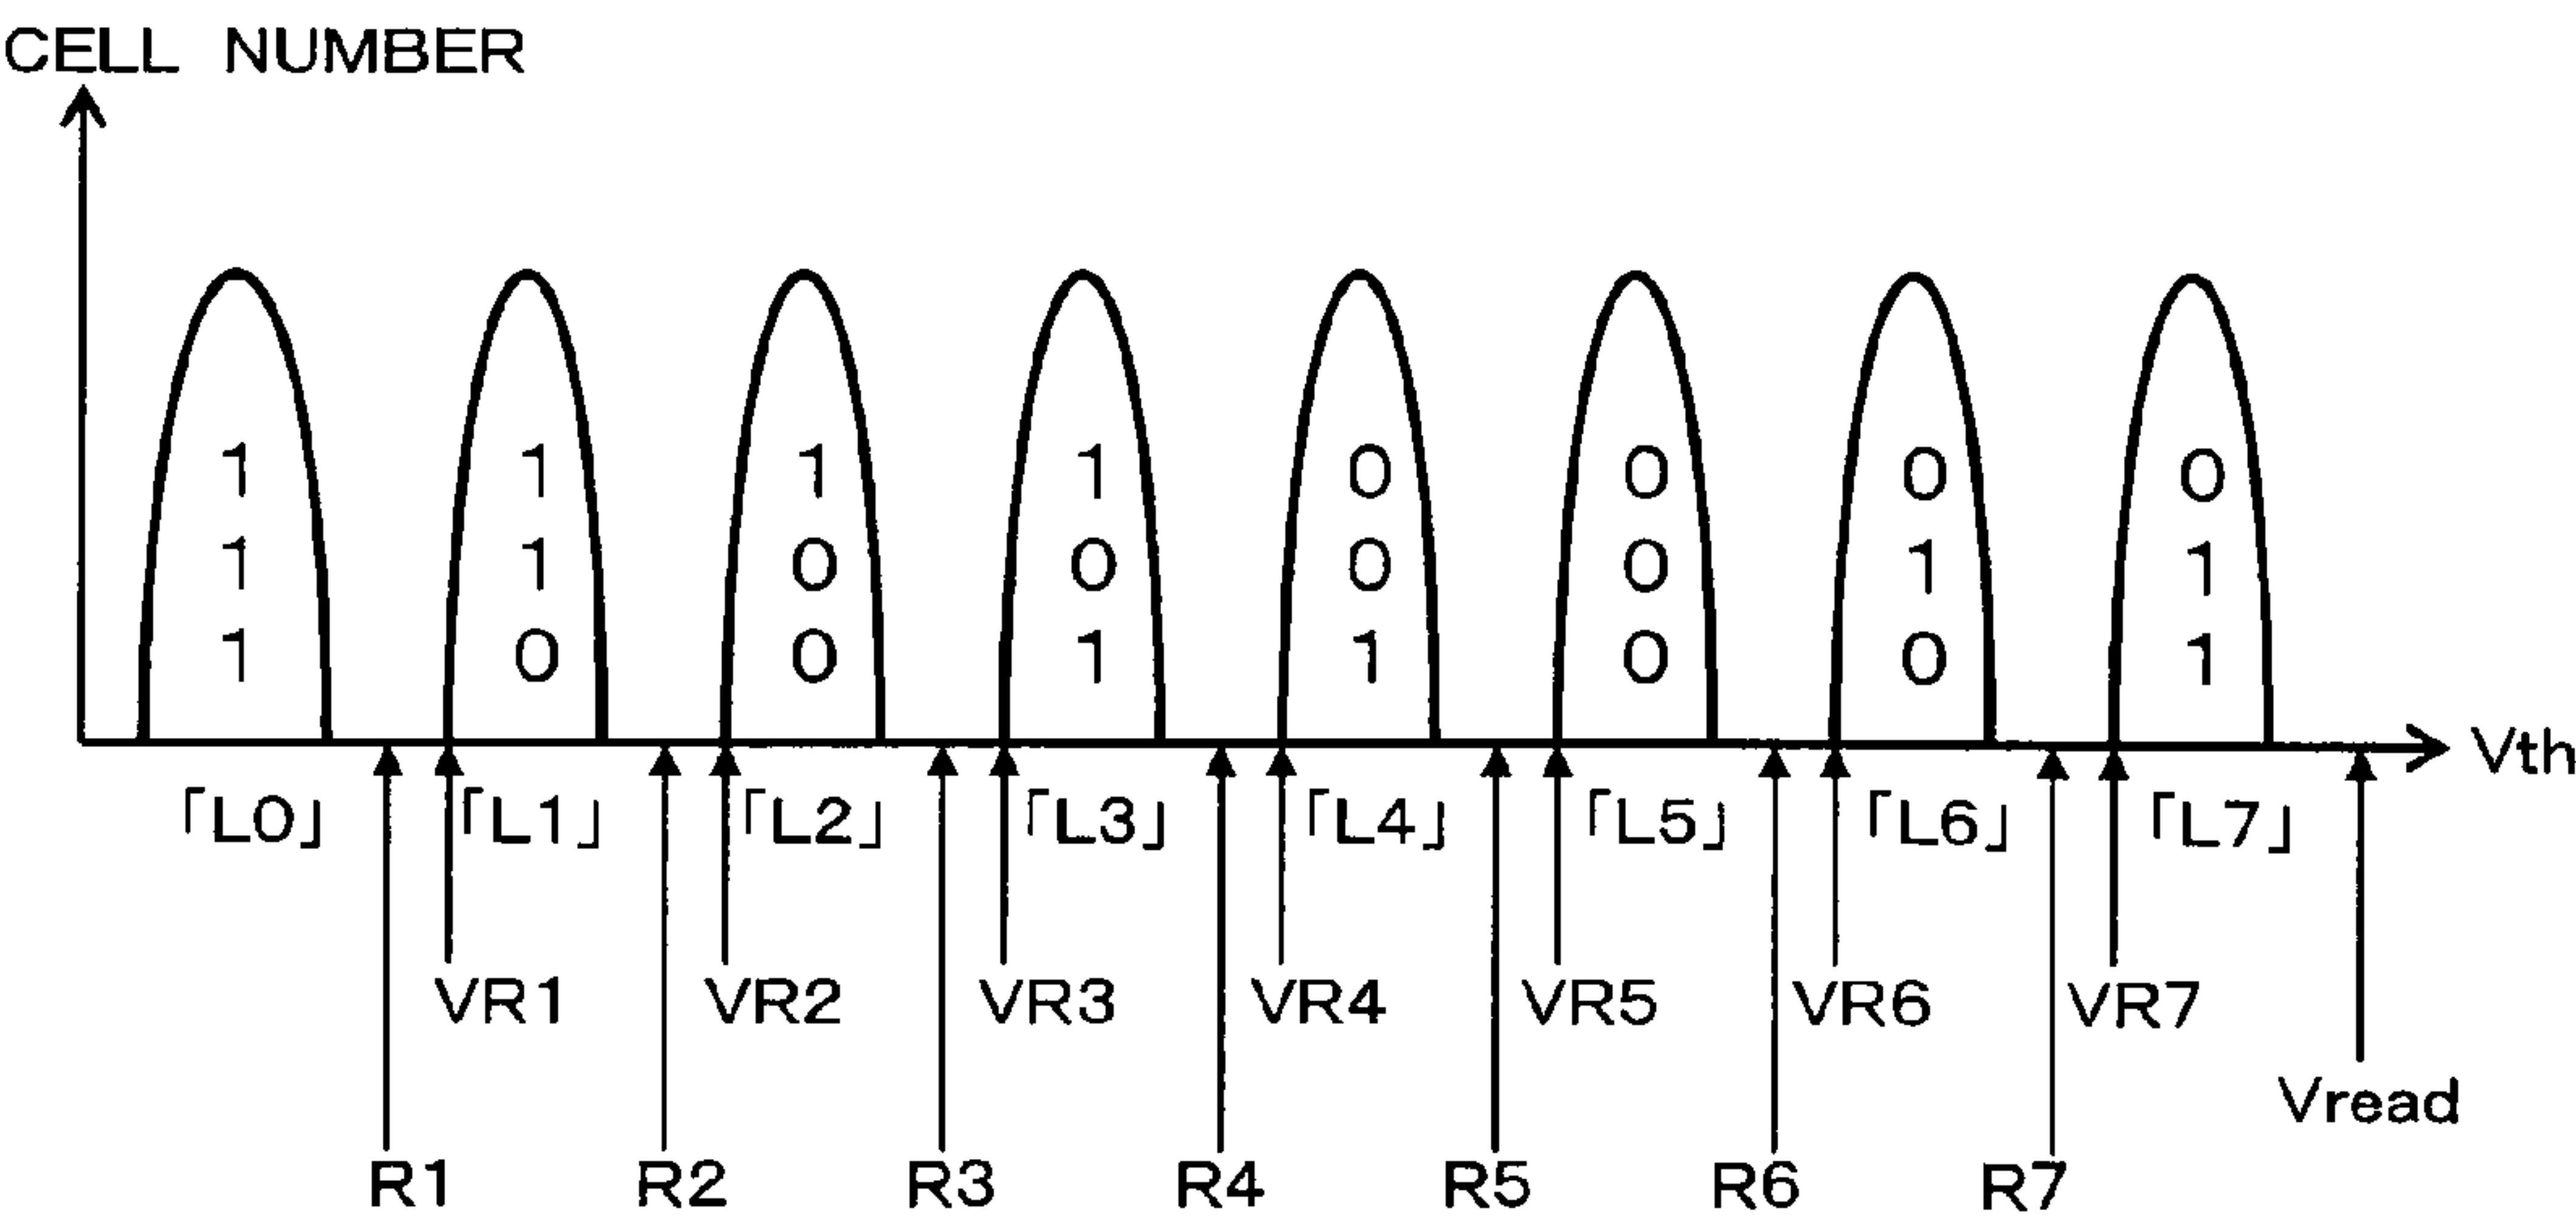 CELL NUMBER
1 1 1 1 0 0 0 0
1 1 0 0 0 0 1 1
1 0 0 1 1 0 0 1
Vth
「L0」 「L1」 「L2」 「L3」 「L4」 「L5」 「L6」 「L7」
VR1 VR2 VR3 VR4 VR5 VR6 VR7
Vread
R1 R2 R3 R4 R5 R6 R7